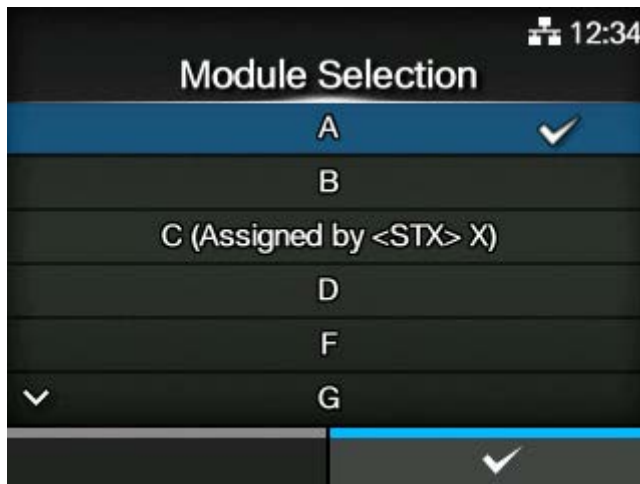 12:34
Module Selection
A
B
C (Assigned by <STX> X)
D
F
G